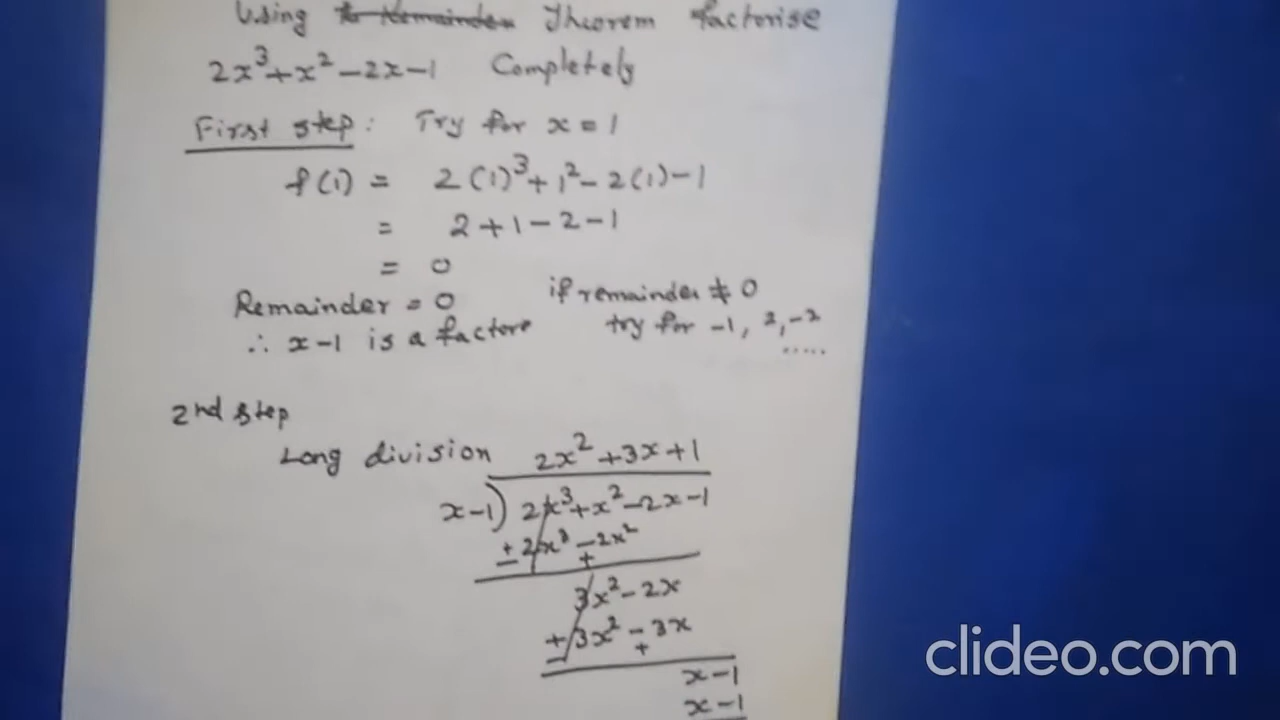 Using Theorem factorise
2x³+x²-2x-1 Completely
First step: Try for x = 1
f(1) = 2(1)³+1²-2(1)-1
= 2+1-2-1
= 0
Remainder = 0 if remainder ≠ 0
∴ x-1 is a factor try for -1, 2, -2
.....
2nd step
Long division 2x²+3x+1
x-1) 2x³+x²-2x-1
+2x³ -2x²
- +
3x²-2x
+3x² - 3x
- +
x-1
x-1
clideo.com